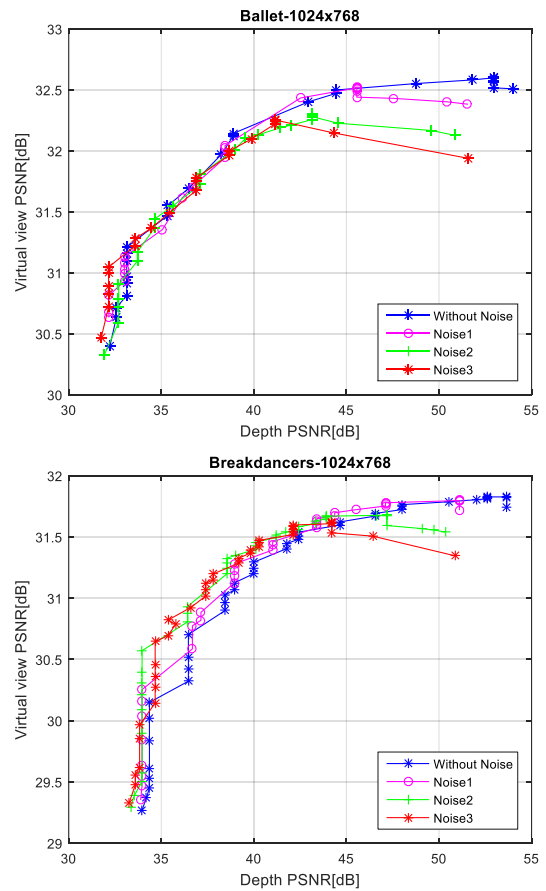 Ballet-1024x768
33
32.5
32
31.5
31
30.5
30
Virtual view PSNR[dB]
30 35 40 45 50 55
Depth PSNR[dB]
Without Noise
Noise1
Noise2
Noise3
Breakdancers-1024x768
32
31.5
31
30.5
30
29.5
29
Virtual view PSNR[dB]
30 35 40 45 50 55
Depth PSNR[dB]
Without Noise
Noise1
Noise2
Noise3